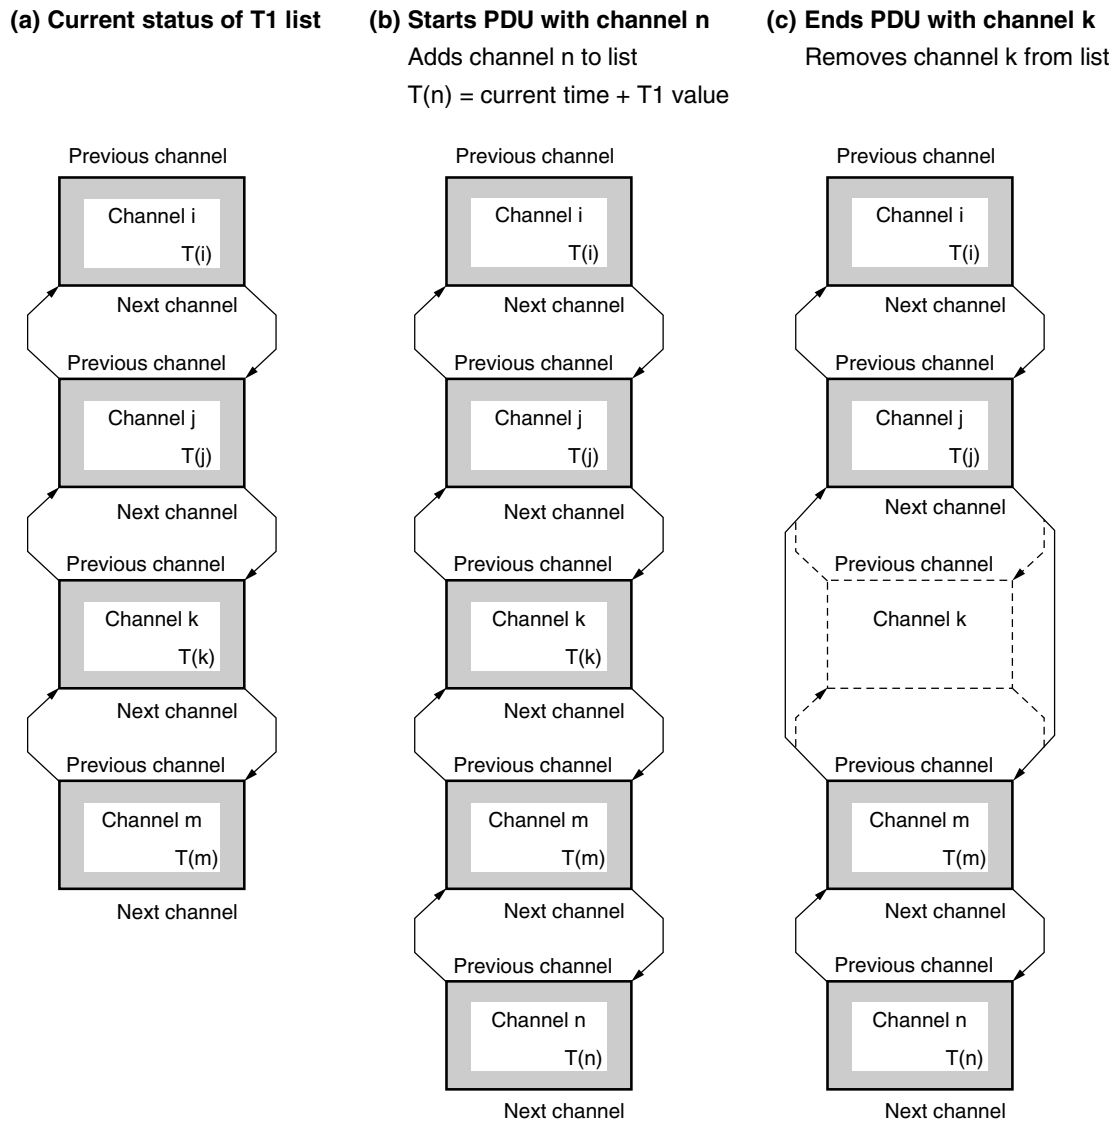 (a) Current status of T1 list
Previous channel
Channel i
T(i)
Next channel
Previous channel
Channel j
T(j)
Next channel
Previous channel
Channel k
T(k)
Next channel
Previous channel
Channel m
T(m)
Next channel
(b) Starts PDU with channel n
Adds channel n to list
T(n) = current time + T1 value
Previous channel
Channel i
T(i)
Next channel
Previous channel
Channel j
T(j)
Next channel
Previous channel
Channel k
T(k)
Next channel
Previous channel
Channel m
T(m)
Next channel
Previous channel
Channel n
T(n)
Next channel
(c) Ends PDU with channel k
Removes channel k from list
Previous channel
Channel i
T(i)
Next channel
Previous channel
Channel j
T(j)
Next channel
Previous channel
Channel k
Previous channel
Channel m
T(m)
Next channel
Previous channel
Channel n
T(n)
Next channel